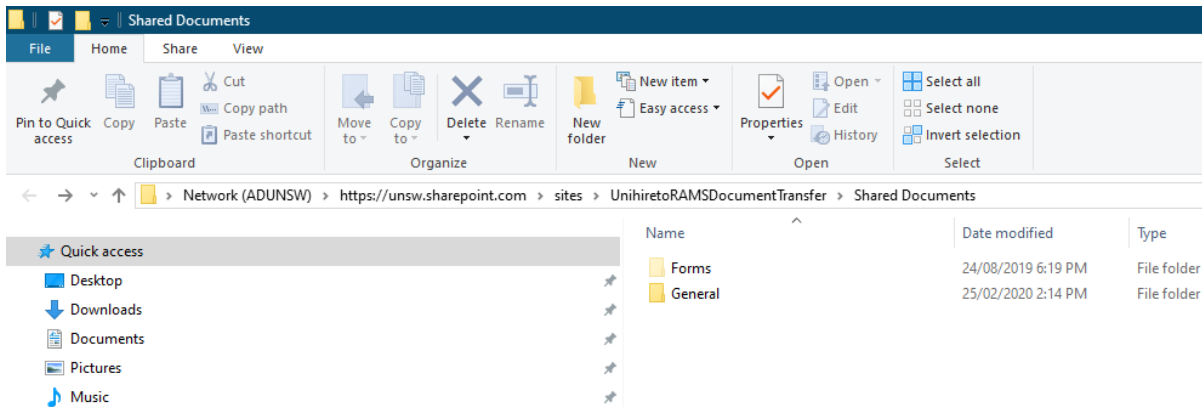 Shared Documents
File Home Share View
Pin to Quick access
Copy
Paste
Cut
Copy path
Paste shortcut
Clipboard
Move to
Copy to
Delete
Rename
Organize
New folder
New item
Easy access
New
Properties
Open
Edit
History
Open
Select all
Select none
Invert selection
Select
Network (ADUNSW) > https://unsw.sharepoint.com > sites > UnihiretoRAMSDocumentTransfer > Shared Documents
Quick access
Desktop
Downloads
Documents
Pictures
Music
Name Date modified Type
Forms 24/08/2019 6:19 PM File folder
General 25/02/2020 2:14 PM File folder